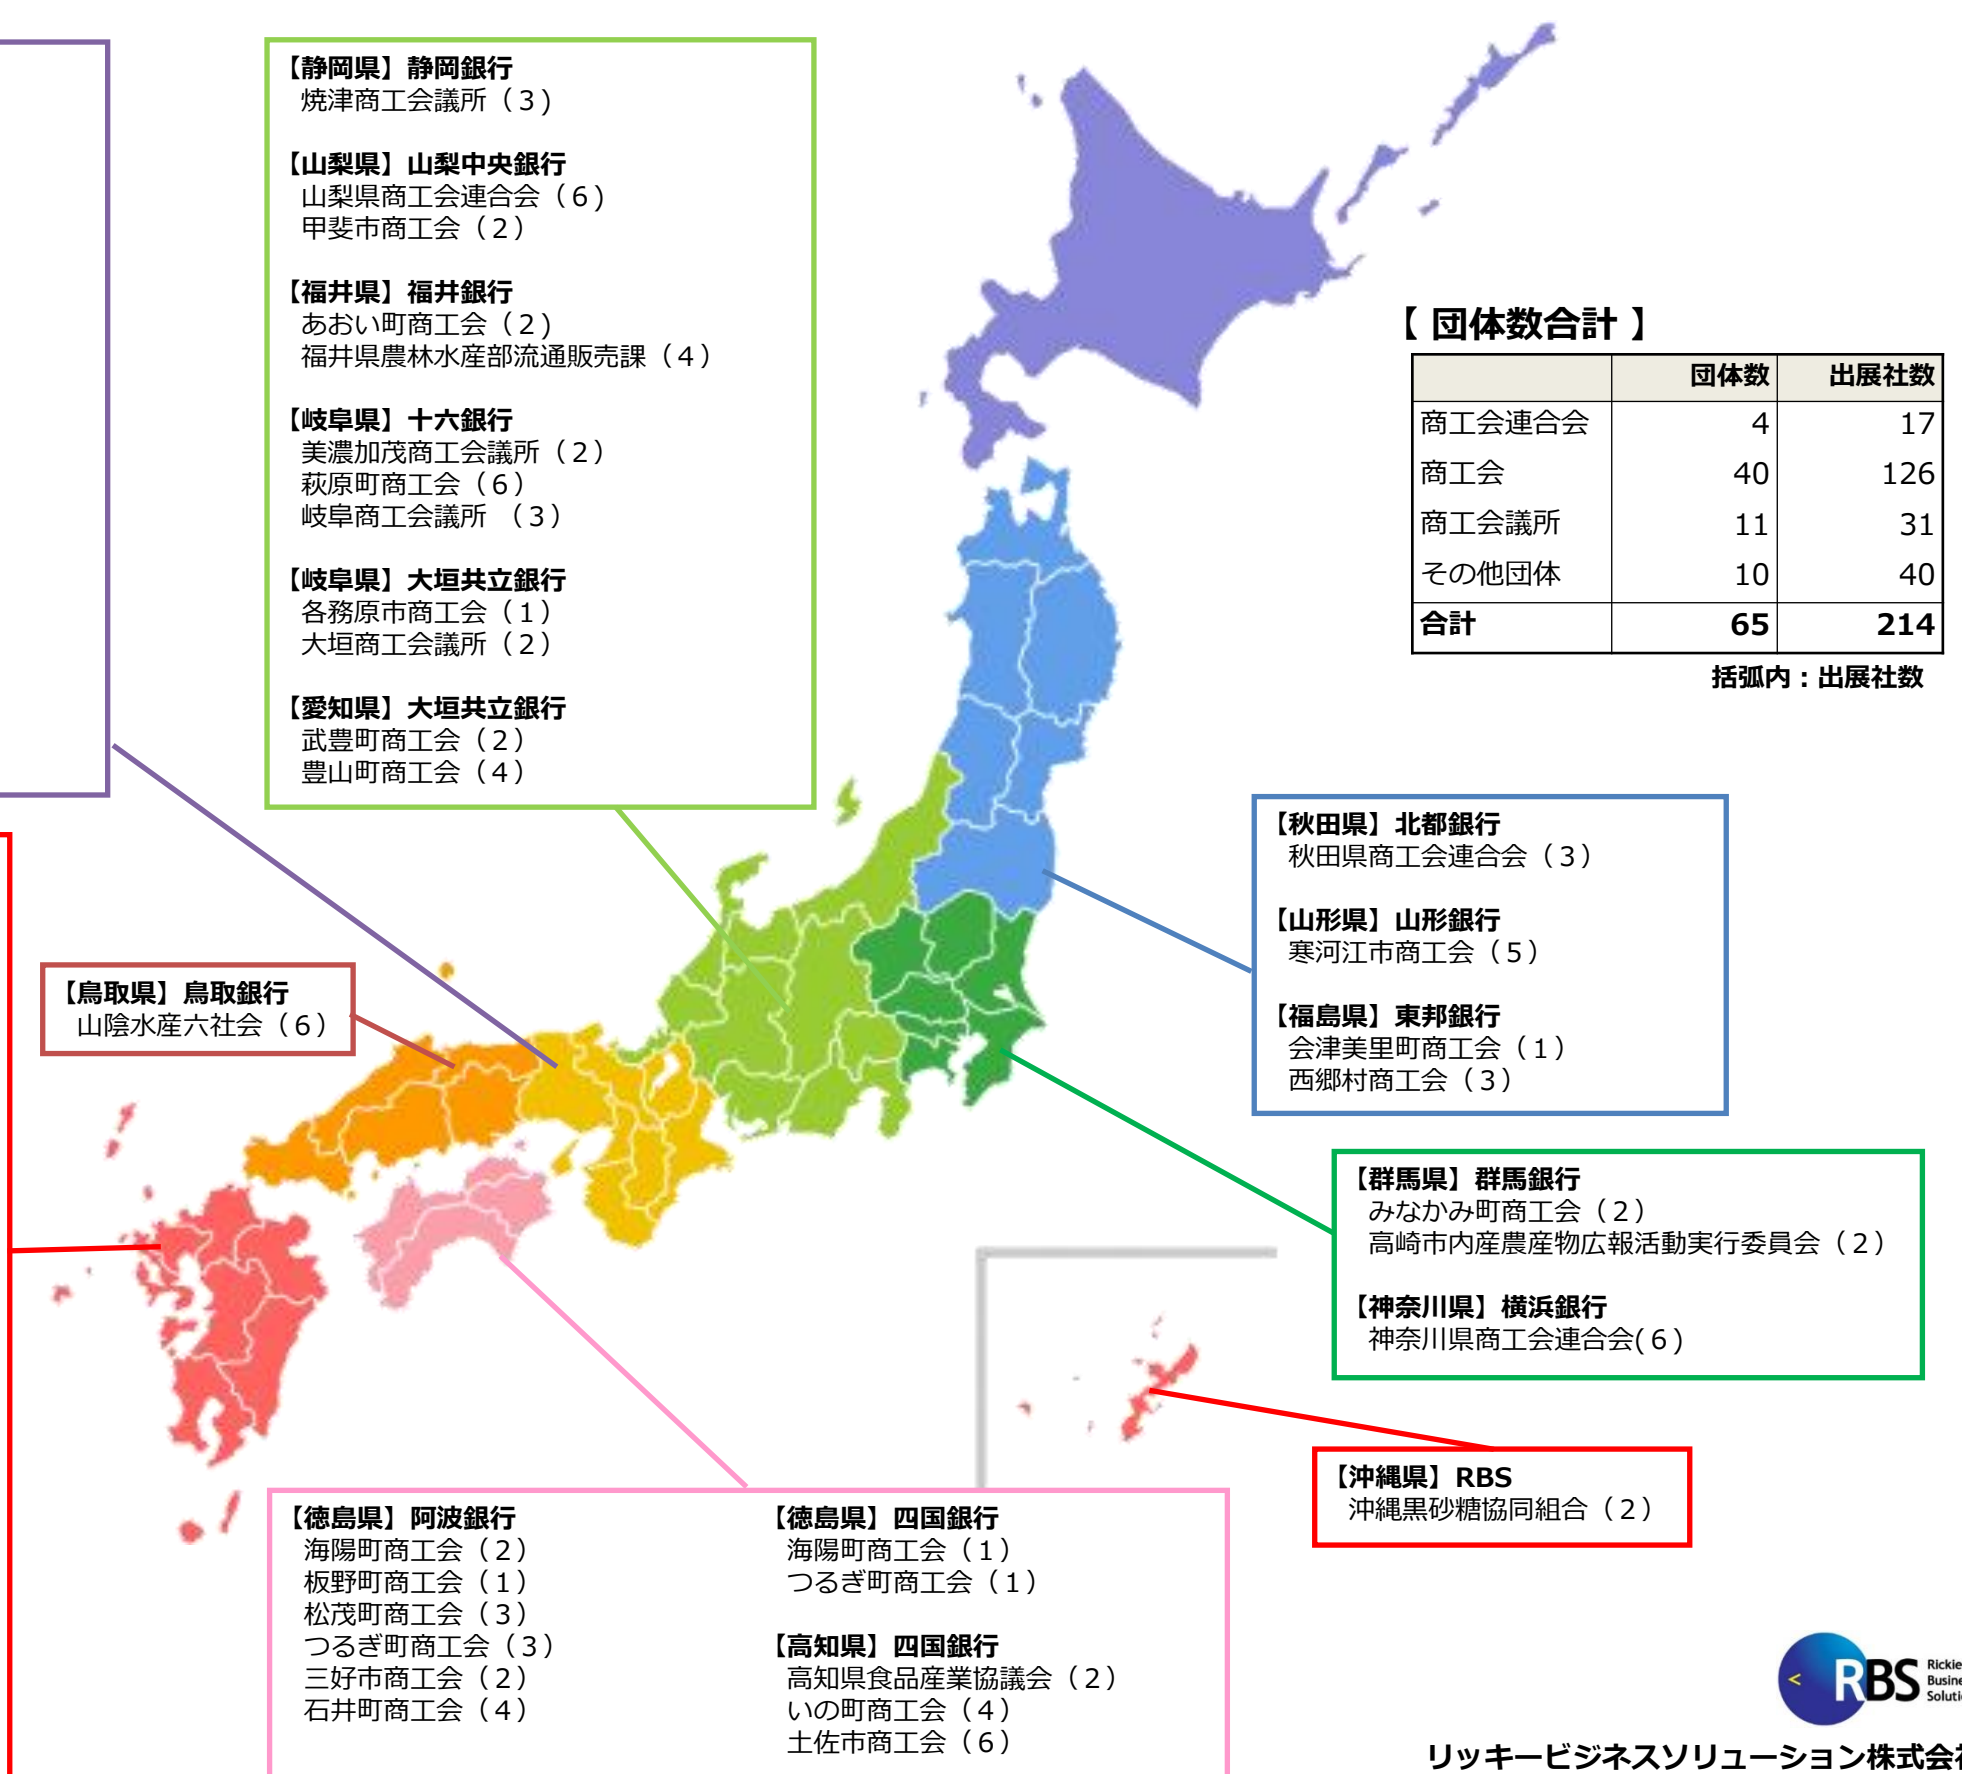 【静岡県】静岡銀行
焼津商工会議所（３)
【山梨県】山梨中央銀行
山梨県商工会連合会（６)
甲斐市商工会（２）
【福井県】福井銀行
あおい町商工会（２)
福井県農林水産部流通販売課（４）
【岐阜県】十六銀行
美濃加茂商工会議所（２）
萩原町商工会（６）
岐阜商工会議所 （３）
【岐阜県】大垣共立銀行
各務原市商工会（１）
大垣商工会議所（２）
【愛知県】大垣共立銀行
武豊町商工会（２）
豊山町商工会（４）
【 団体数合計 】
団体数 出展社数
商工会連合会 4 17
商工会 40 126
商工会議所 11 31
その他団体 10 40
合計 65 214
括弧内：出展社数
【秋田県】北都銀行
秋田県商工会連合会（３）
【山形県】山形銀行
寒河江市商工会（５）
【福島県】東邦銀行
会津美里町商工会（１）
西郷村商工会（３）
【鳥取県】鳥取銀行
山陰水産六社会（６）
【群馬県】群馬銀行
みなかみ町商工会（２）
高崎市内産農産物広報活動実行委員会（２）
【神奈川県】横浜銀行
神奈川県商工会連合会(６)
【沖縄県】RBS
沖縄黒砂糖協同組合（２）
【徳島県】阿波銀行
海陽町商工会（２）
板野町商工会（１）
松茂町商工会（３）
つるぎ町商工会（３）
三好市商工会（２）
石井町商工会（４）
【徳島県】四国銀行
海陽町商工会（１）
つるぎ町商工会（１）
【高知県】四国銀行
高知県食品産業協議会（２）
いの町商工会（４）
土佐市商工会（６）
RBS
Rickie
Busine
Soluti
リッキービジネスソリューション株式会社